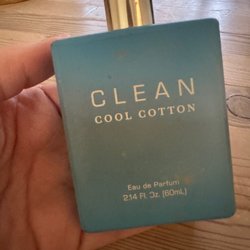 CLEAN
COOL COTTON
Eau de Parfum
2.14 Fl. Oz. (60mL)